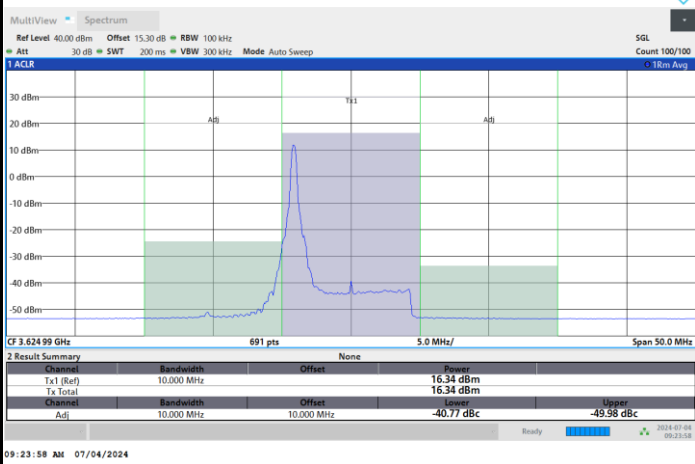 MultiView Spectrum
Ref Level 40.00 dBm Offset 15.30 dB RBW 100 kHz SGL
Att 30 dB SWT 200 ms VBW 300 kHz Mode Auto Sweep Count 100/100
1 ACLR 1Rm Avg
30 dBm
Tx1
20 dBm
Adj Adj
10 dBm
0 dBm
-10 dBm
-20 dBm
-30 dBm
-40 dBm
-50 dBm
CF 3.624 99 GHz 691 pts 5.0 MHz/ Span 50.0 MHz
2 Result Summary None
Channel Bandwidth Offset Power
Tx1 (Ref) 10.000 MHz 16.34 dBm
Tx Total 16.34 dBm
Channel Bandwidth Offset Lower Upper
Adj 10.000 MHz 10.000 MHz -40.77 dBc -49.98 dBc
Ready 2024-07-04
09:23:58
09:23:58 AM 07/04/2024